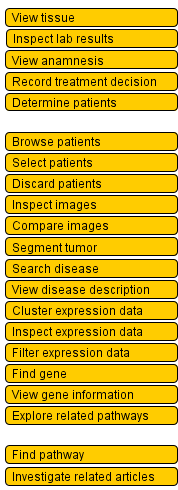 View tissue
Inspect lab results
View anamnesis
Record treatment decision
Determine patients
Browse patients
Select patients
Discard patients
Inspect images
Compare images
Segment tumor
Search disease
View disease description
Cluster expression data
Inspect expression data
Filter expression data
Find gene
View gene information
Explore related pathways
Find pathway
Investigate related articles